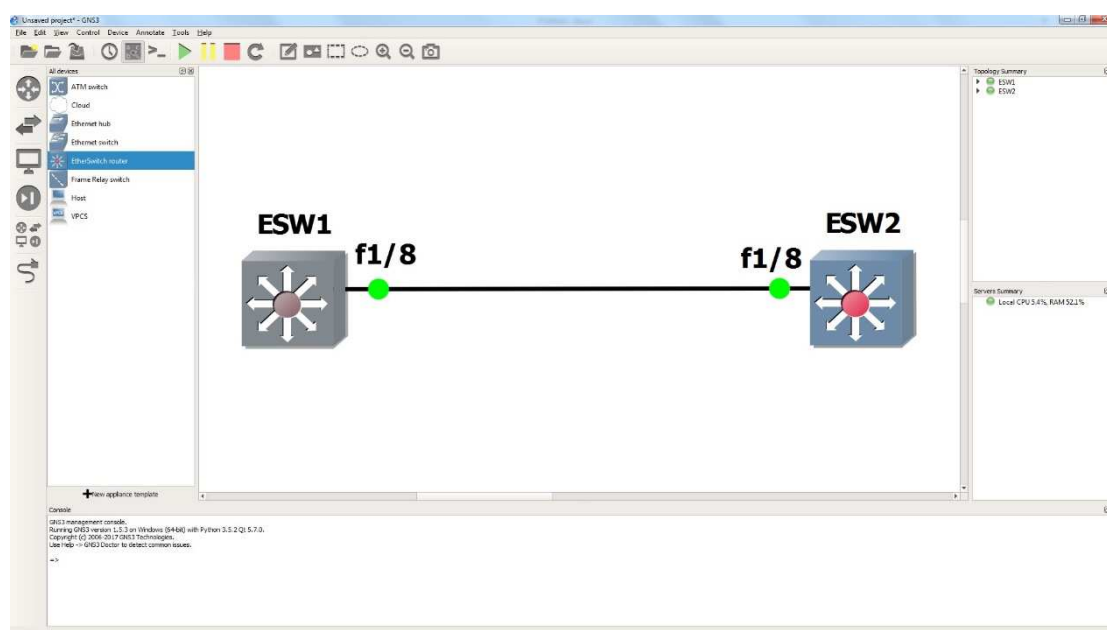 Unsaved project* - GNS3
File Edit View Control Device Annotate Tools Help
All devices
ATM switch
Cloud
Ethernet hub
Ethernet switch
EtherSwitch router
Frame Relay switch
Host
VPCS
New appliance template
ESW1
f1/8
f1/8
ESW2
Topology Summary
ESW1
ESW2
Servers Summary
Local CPU 5.4%, RAM 52.1%
Console
GNS3 management console.
Running GNS3 version 1.5.3 on Windows (64-bit) with Python 3.5.2 Qt 5.7.0.
Copyright (c) 2006-2017 GNS3 Technologies.
Use Help -> GNS3 Doctor to detect common issues.
=>